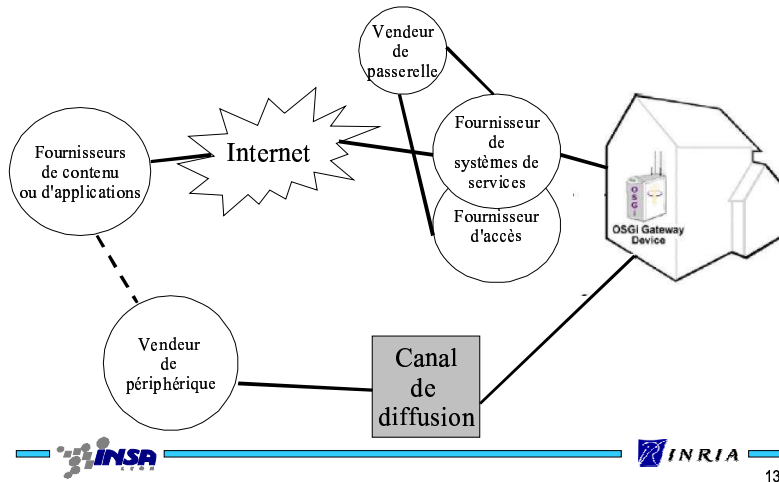 Vendeur
de
passerelle
Fournisseurs
de contenu
ou d'applications
Internet
Fournisseur
de
systèmes de
services
Fournisseur
d'accès
OSGi
OSGi Gateway
Device
Vendeur
de
périphérique
Canal
de
diffusion
INSA
LYON
INRIA
13